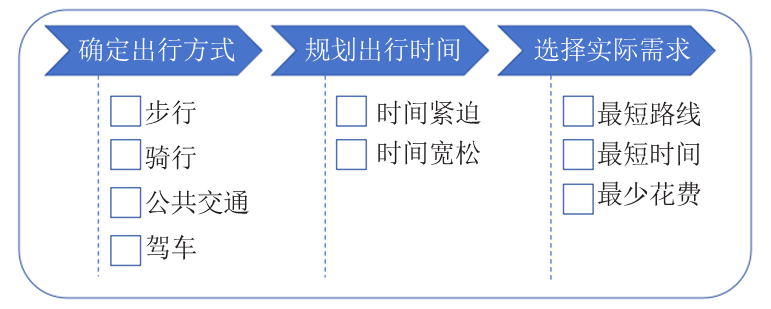 确定出行方式
步行
骑行
公共交通
驾车
规划出行时间
时间紧迫
时间宽松
选择实际需求
最短路线
最短时间
最少花费